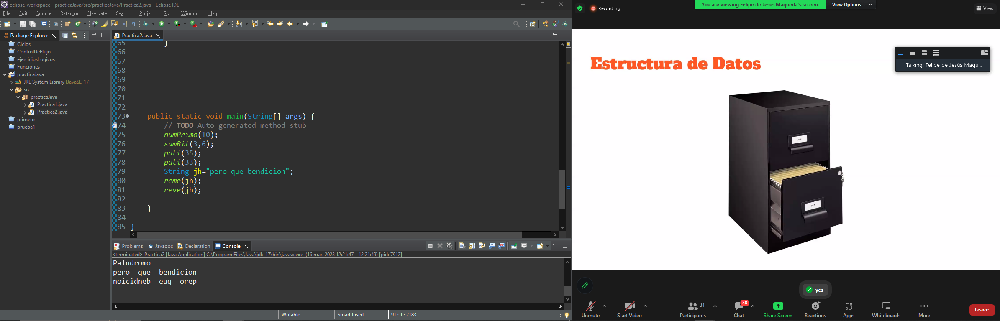 eclipse-workspace - practicaJava/src/practicaJava/Practica2.java - Eclipse IDE
File Edit Source Refactor Navigate Search Project Run Window Help
Package Explorer
Ciclos
ControlDeFlujo
ejerciciosLogicos
Funciones
practicaJava
JRE System Library [JavaSE-17]
src
practicaJava
Practica1.java
Practica2.java
primero
prueba1
Practica2.java
65 }
66
67
68
69
70
71
72
73 public static void main(String[] args) {
74 // TODO Auto-generated method stub
75 numPrimo(10);
76 sumBit(3,6);
77 pali(35);
78 pali(33);
79 String jh="pero que bendicion";
80 reme(jh);
81 reve(jh);
82
83 }
84
85 }
Problems Javadoc Declaration Console
<terminated> Practica2 [Java Application] C:\Program Files\Java\jdk-17\bin\javaw.exe (16 mar. 2023 12:21:47 – 12:21:49) [pid: 7912]
Palndromo
pero  que  bendicion
noicidneb  euq  orep
Writable Smart Insert 91 : 1 : 2183
Recording
You are viewing Felipe de Jesús Maqueda's screen View Options
View
Estructura de Datos
Talking: Felipe de Jesús Maqu...
A-M
N-Z
yes
31
38
Unmute Start Video Participants Chat Share Screen Reactions Apps Whiteboards More Leave